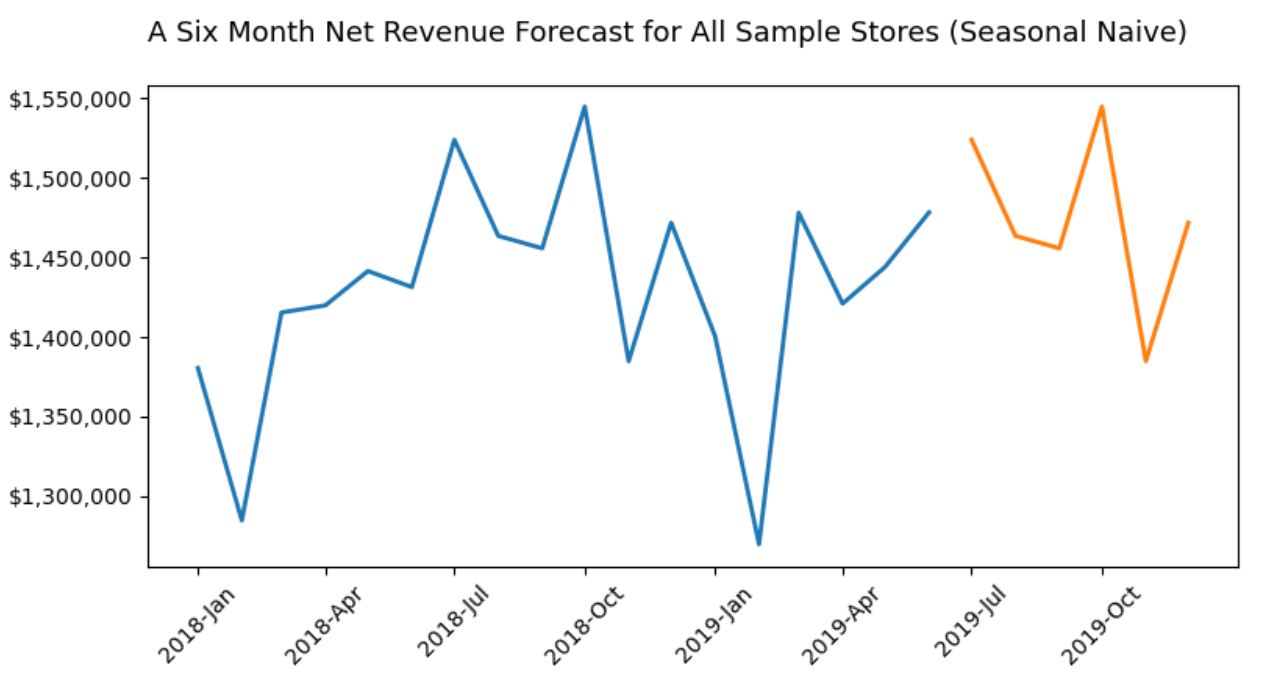 A Six Month Net Revenue Forecast for All Sample Stores (Seasonal Naive)
$1,550,000
$1,500,000
$1,450,000
$1,400,000
$1,350,000
$1,300,000
2018-Jan
2018-Apr
2018-Jul
2018-Oct
2019-Jan
2019-Apr
2019-Jul
2019-Oct